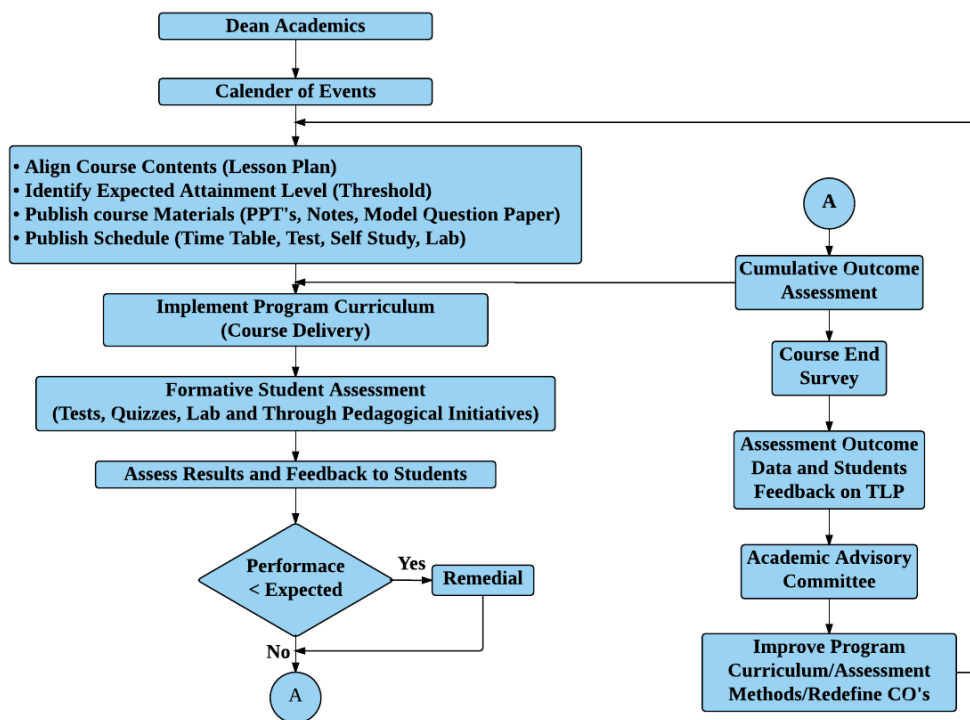 Dean Academics
Calender of Events
• Align Course Contents (Lesson Plan)
• Identify Expected Attainment Level (Threshold)
• Publish course Materials (PPT's, Notes, Model Question Paper)
• Publish Schedule (Time Table, Test, Self Study, Lab)
Implement Program Curriculum
(Course Delivery)
Formative Student Assessment
(Tests, Quizzes, Lab and Through Pedagogical Initiatives)
Assess Results and Feedback to Students
Performace
< Expected
Yes
Remedial
No
A
A
Cumulative Outcome
Assessment
Course End
Survey
Assessment Outcome
Data and Students
Feedback on TLP
Academic Advisory
Committee
Improve Program
Curriculum/Assessment
Methods/Redefine CO's